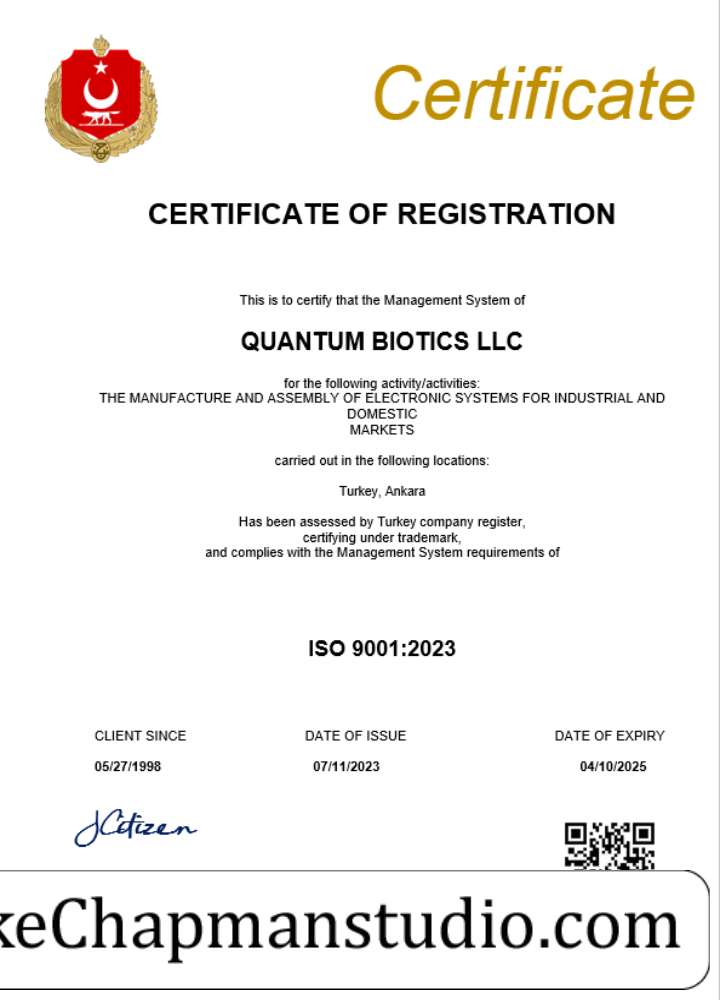 Certificate
CERTIFICATE OF REGISTRATION
This is to certify that the Management System of
QUANTUM BIOTICS LLC
for the following activity/activities:
THE MANUFACTURE AND ASSEMBLY OF ELECTRONIC SYSTEMS FOR INDUSTRIAL AND
DOMESTIC
MARKETS
carried out in the following locations:
Turkey, Ankara
Has been assessed by Turkey company register,
certifying under trademark,
and complies with the Management System requirements of
ISO 9001:2023
CLIENT SINCE DATE OF ISSUE DATE OF EXPIRY
05/27/1998 07/11/2023 04/10/2025
JCitizen
keChapmanstudio.com